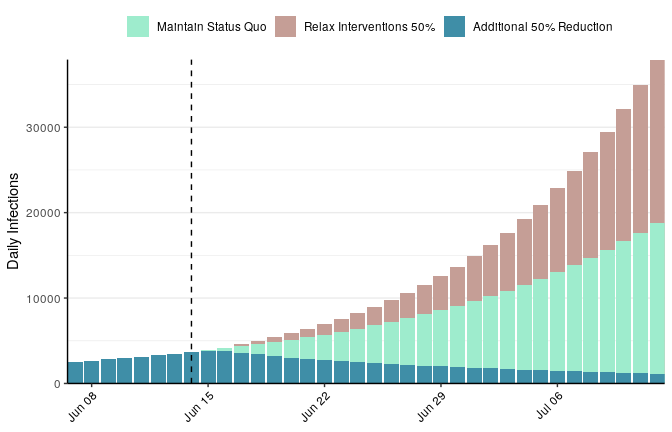 Maintain Status Quo Relax Interventions 50% Additional 50% Reduction
Daily Infections
30000
20000
10000
0
Jun 08 Jun 15 Jun 22 Jun 29 Jul 06